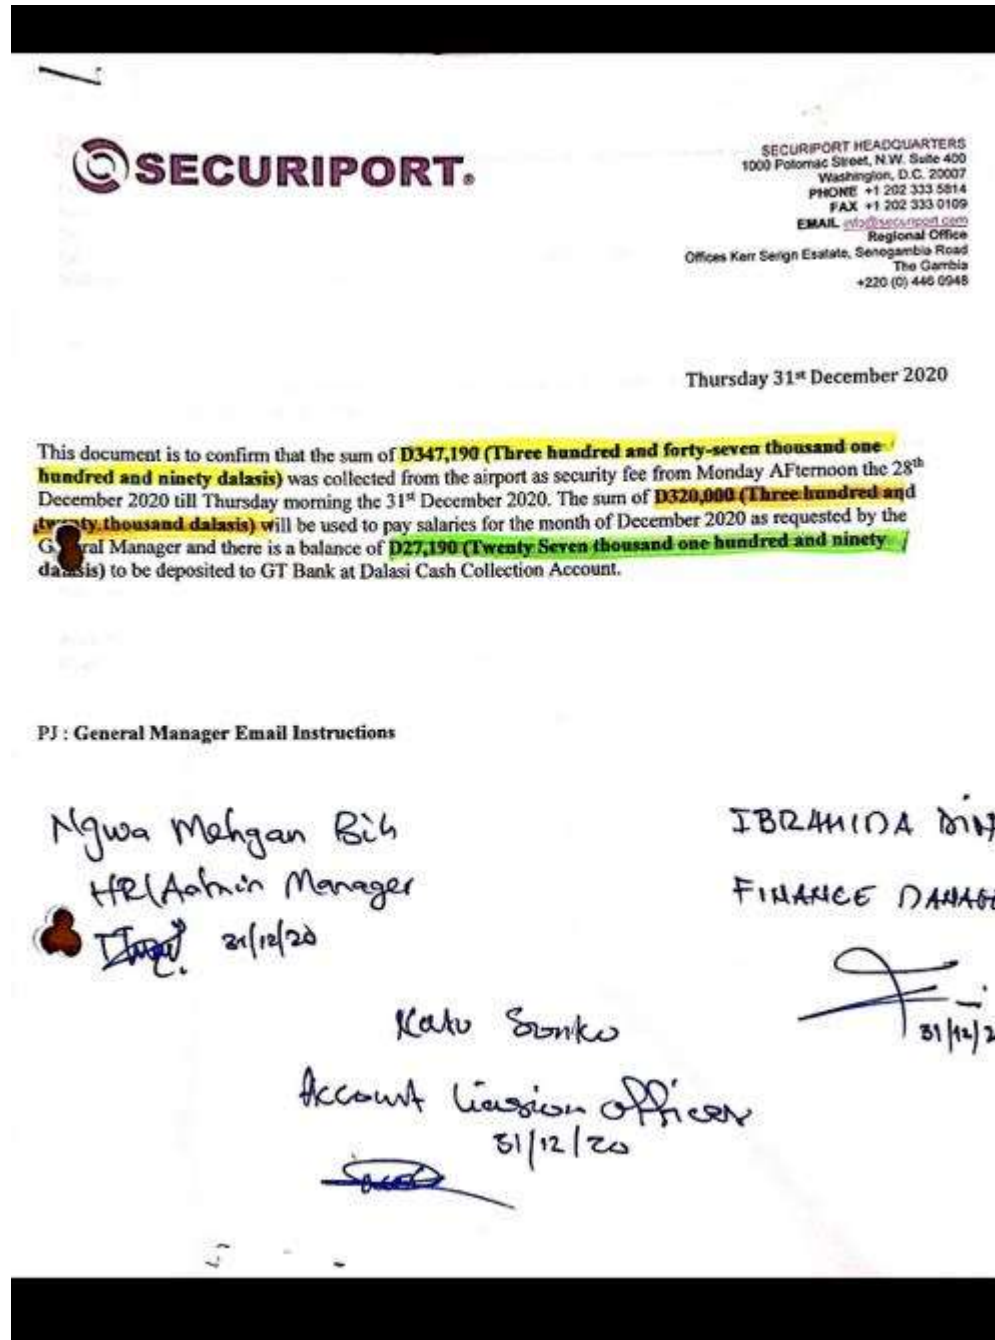 SECURIPORT®
SECURIPORT HEADQUARTERS
1000 Potomac Street, N.W. Suite 400
Washington, D.C. 20007
PHONE +1 202 333 5814
FAX +1 202 333 0109
EMAIL info@securiport.com
Regional Office
Offices Kerr Serign Esatate, Senegambia Road
The Gambia
+220 (0) 446 0948
Thursday 31st December 2020
This document is to confirm that the sum of D347,190 (Three hundred and forty-seven thousand one
hundred and ninety dalasis) was collected from the airport as security fee from Monday AFternoon the 28th
December 2020 till Thursday morning the 31st December 2020. The sum of D320,000 (Three hundred and
twenty thousand dalasis) will be used to pay salaries for the month of December 2020 as requested by the
G ral Manager and there is a balance of D27,190 (Twenty Seven thousand one hundred and ninety
dalasis) to be deposited to GT Bank at Dalasi Cash Collection Account.
PJ : General Manager Email Instructions
Ngwa Mehgan Bih
HR/Admin Manager
31/12/20
IBRAHIMA
FINANCE MANAGE
31/12/2
Katu Sonko
Account liasion officer
31/12/20